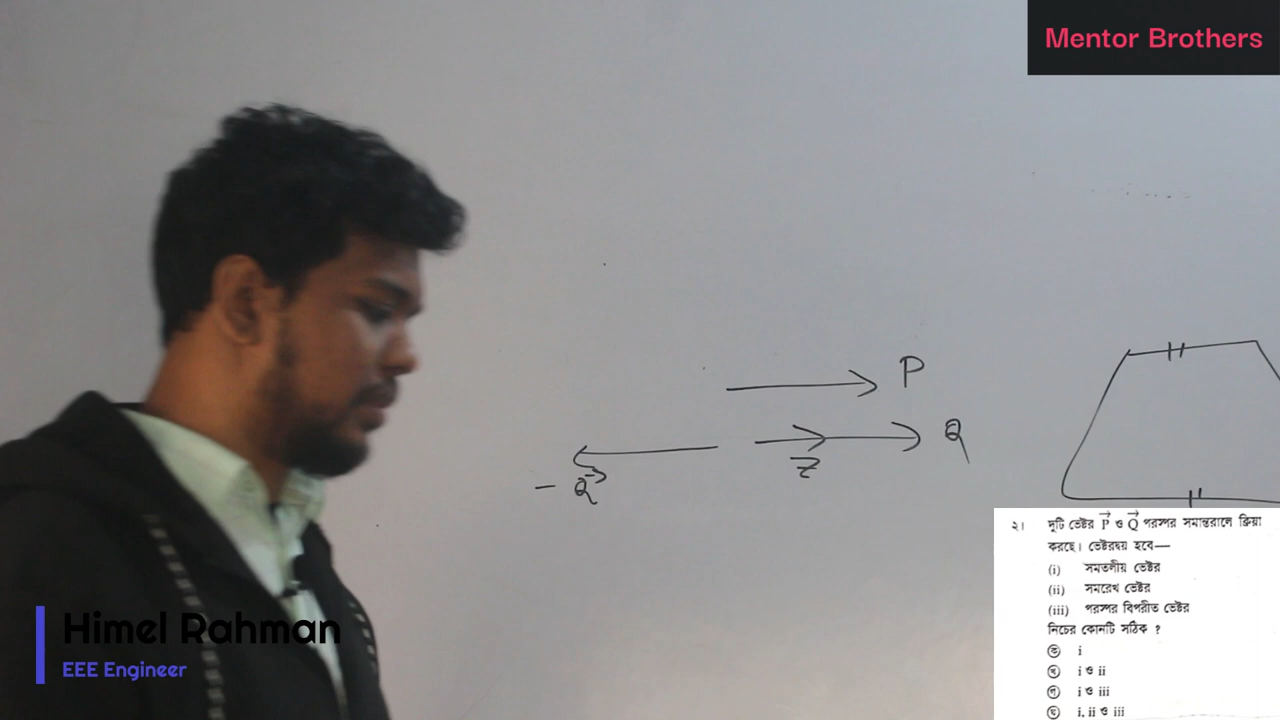 Mentor Brothers
P
Q
Z
- Q
২। দুটি ভেক্টর P ও Q পরস্পর সমান্তরালে ক্রিয়া
করছে। ভেক্টরদ্বয় হবে—
(i) সমতলীয় ভেক্টর
(ii) সমরেখ ভেক্টর
(iii) পরস্পর বিপরীত ভেক্টর
নিচের কোনটি সঠিক ?
ক i
খ i ও ii
গ i ও iii
ঘ i, ii ও iii
Himel Rahman
EEE Engineer